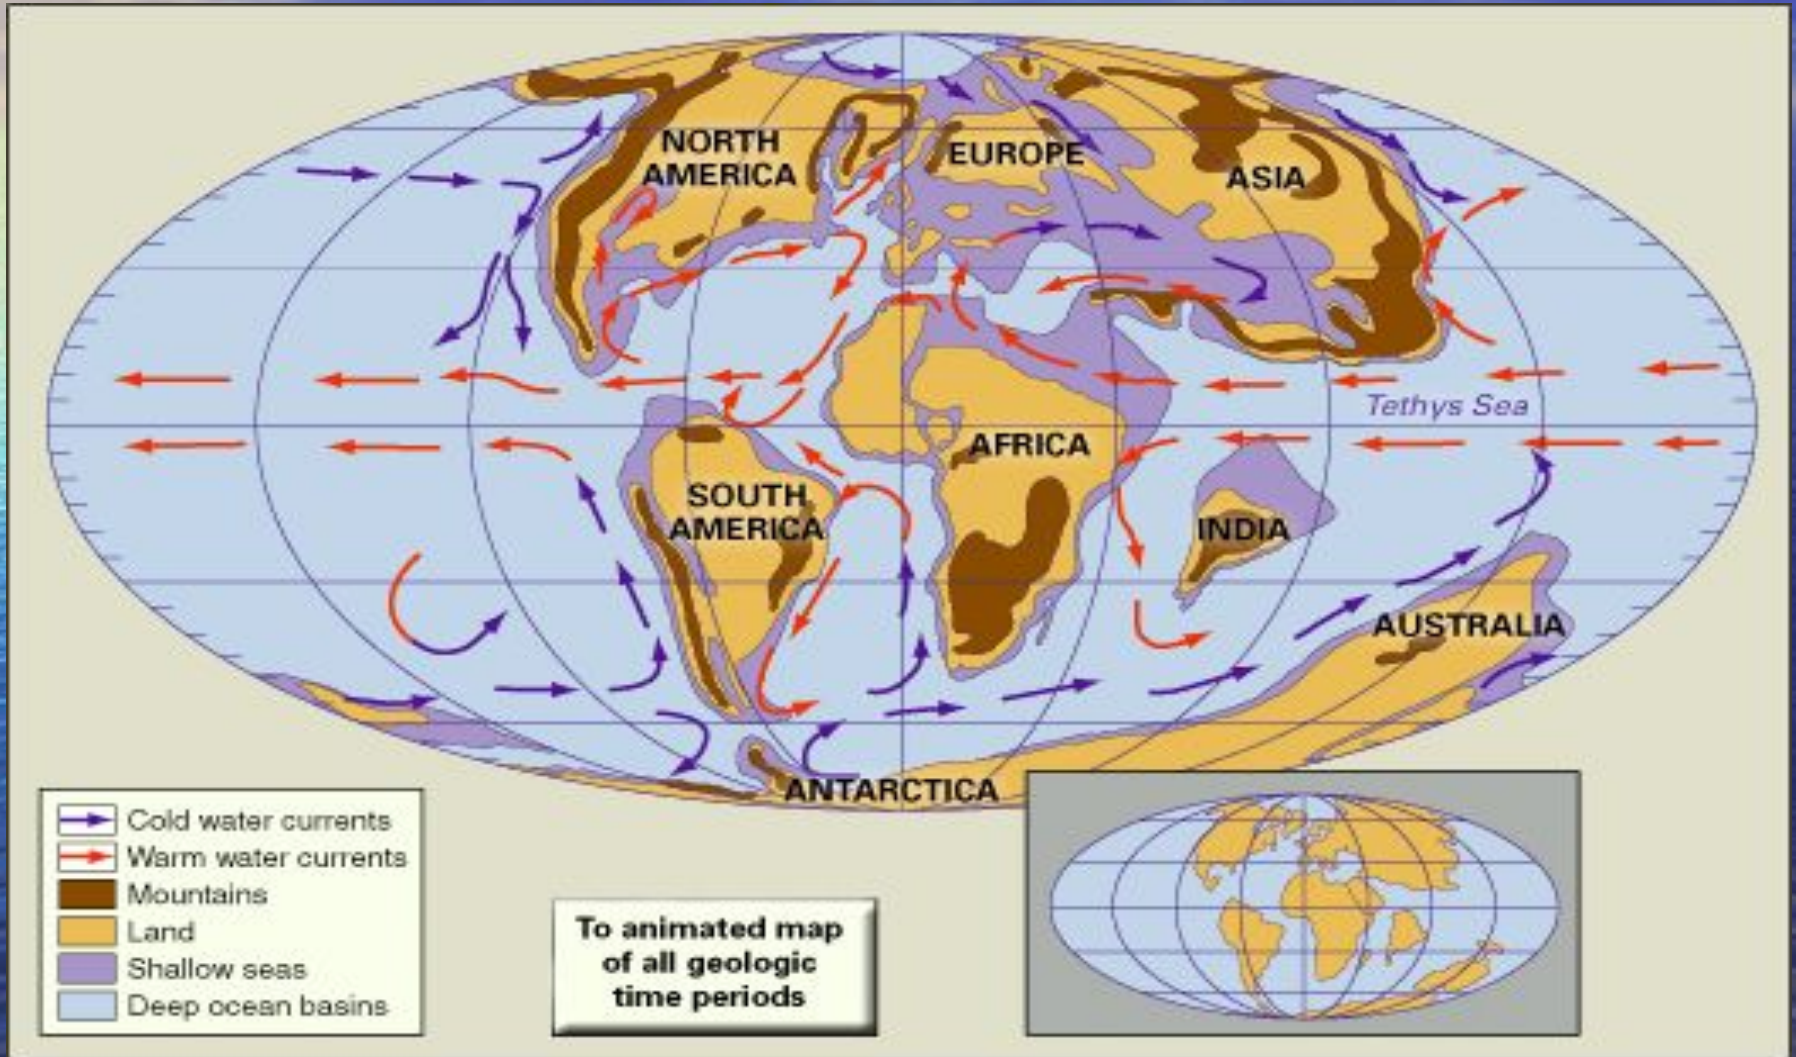 NORTH
AMERICA
EUROPE
ASIA
Tethys Sea
AFRICA
SOUTH
AMERICA
INDIA
AUSTRALIA
ANTARCTICA
Cold water currents
Warm water currents
Mountains
Land
Shallow seas
Deep ocean basins
To animated map
of all geologic
time periods